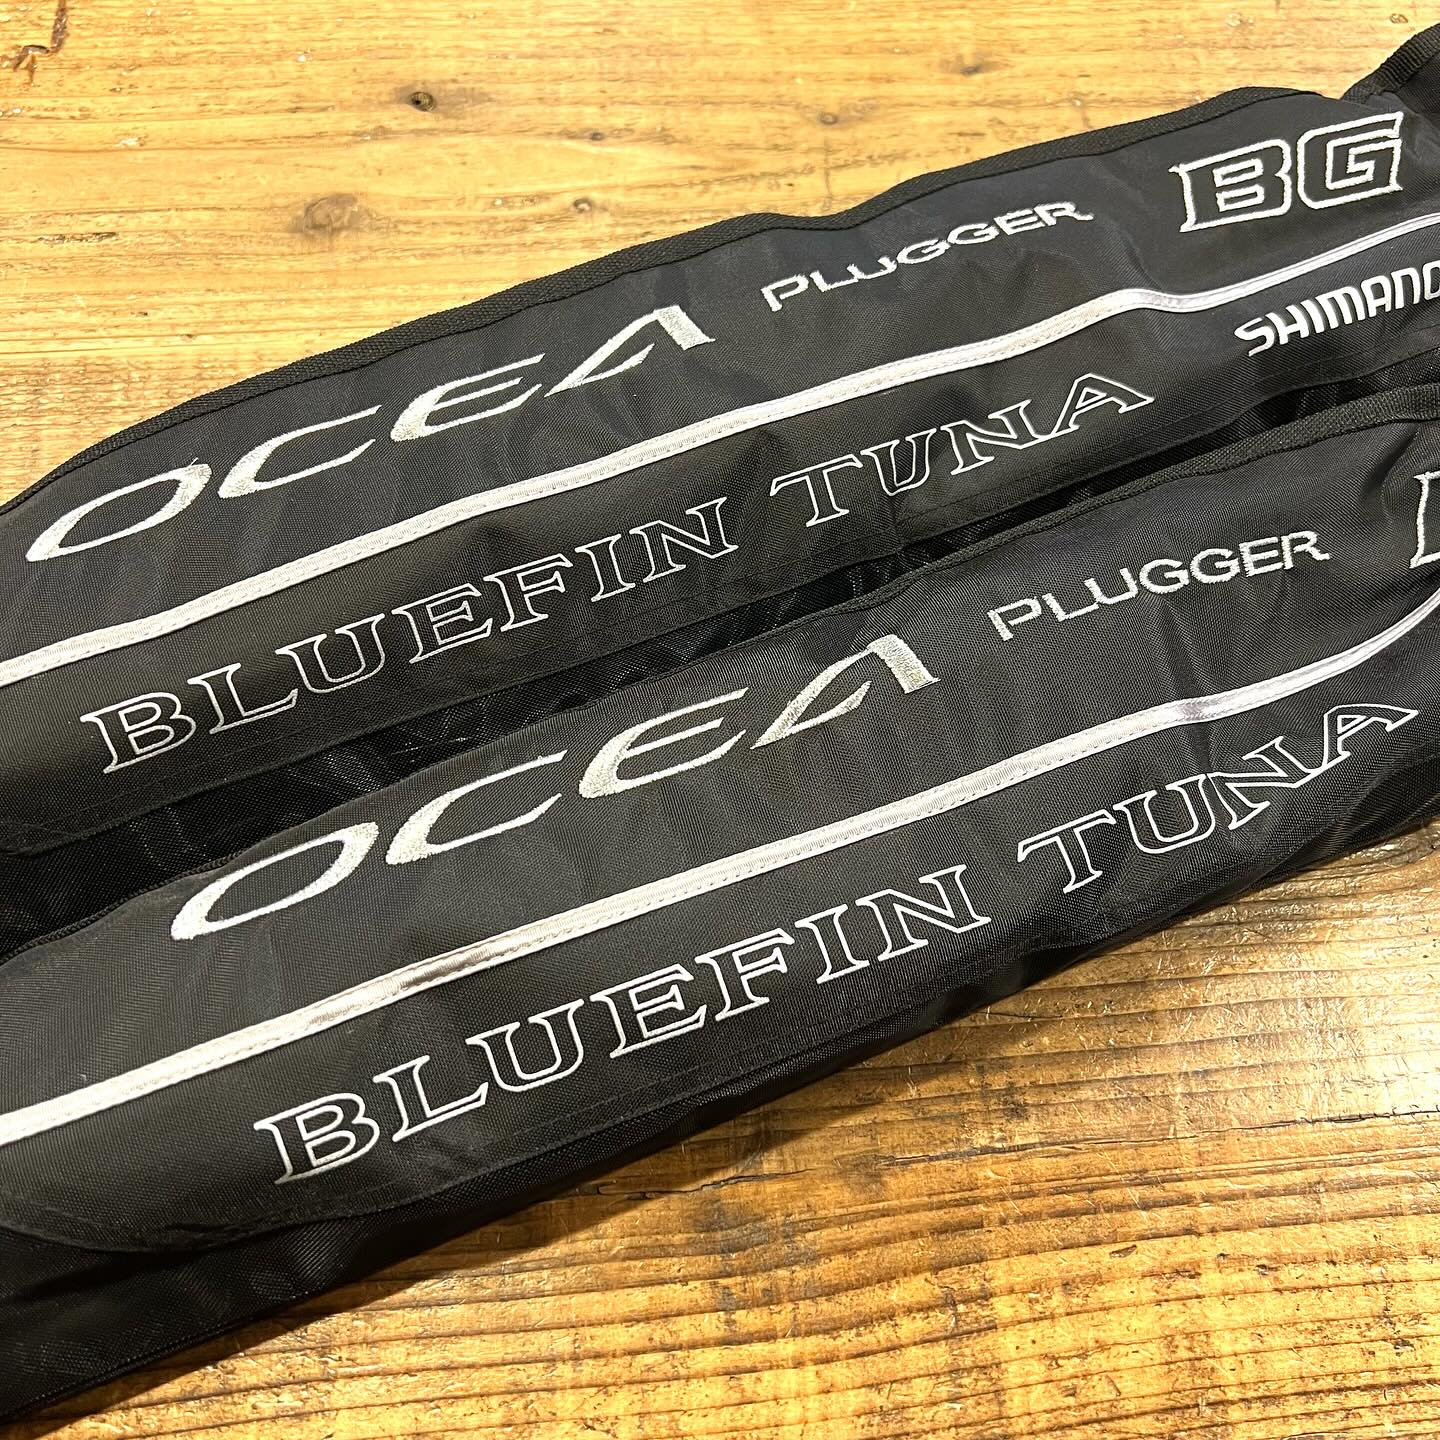 OCEA PLUGGER BG
SHIMANO
BLUEFIN TUNA
OCEA PLUGGER
BLUEFIN TUNA